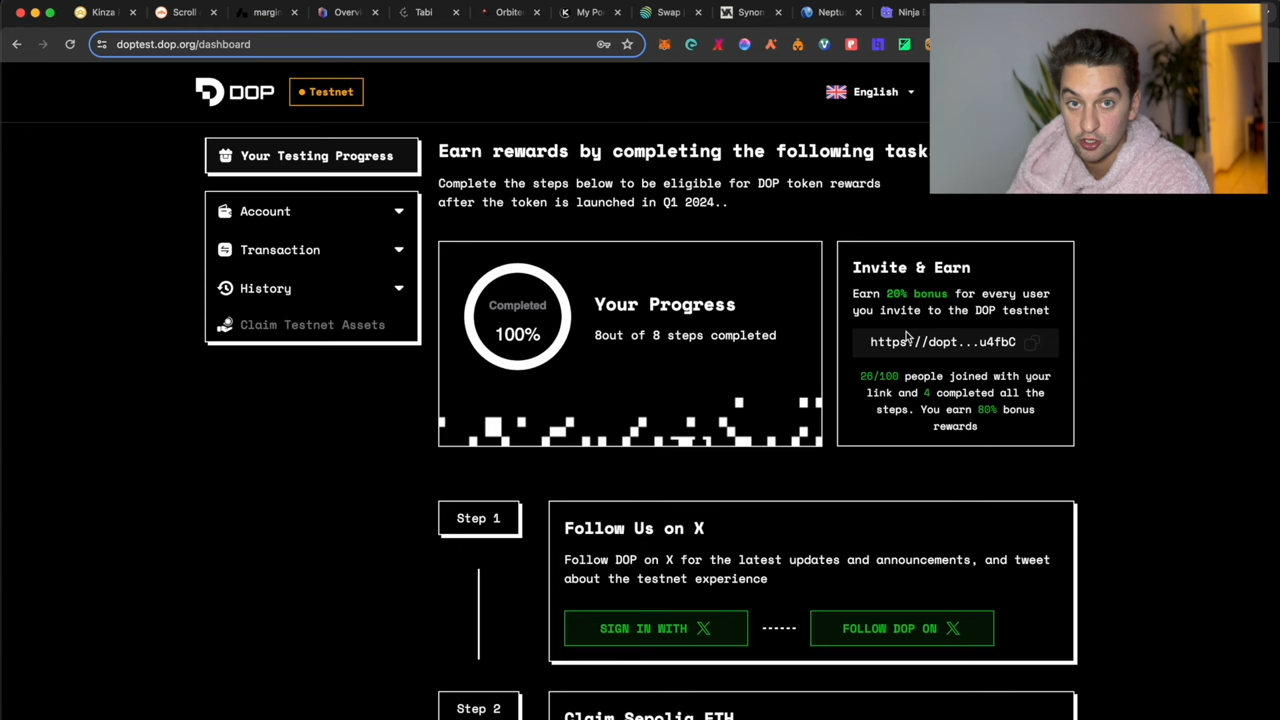 Kinza
Scroll
margin
Overvi
Tabi
Orbite
My Po
Swap
Synon
Neptu
Ninja
doptest.dop.org/dashboard
DOP
Testnet
English
Your Testing Progress
Account
Transaction
History
Claim Testnet Assets
Earn rewards by completing the following task
Complete the steps below to be eligible for DOP token rewards
after the token is launched in Q1 2024..
Completed
100%
Your Progress
8out of 8 steps completed
Invite & Earn
Earn 20% bonus for every user
you invite to the DOP testnet
https://dopt...u4fbC
26/100 people joined with your
link and 4 completed all the
steps. You earn 80% bonus
rewards
Step 1
Follow Us on X
Follow DOP on X for the latest updates and announcements, and tweet
about the testnet experience
SIGN IN WITH X
FOLLOW DOP ON X
Step 2
Claim Sepolia ETH